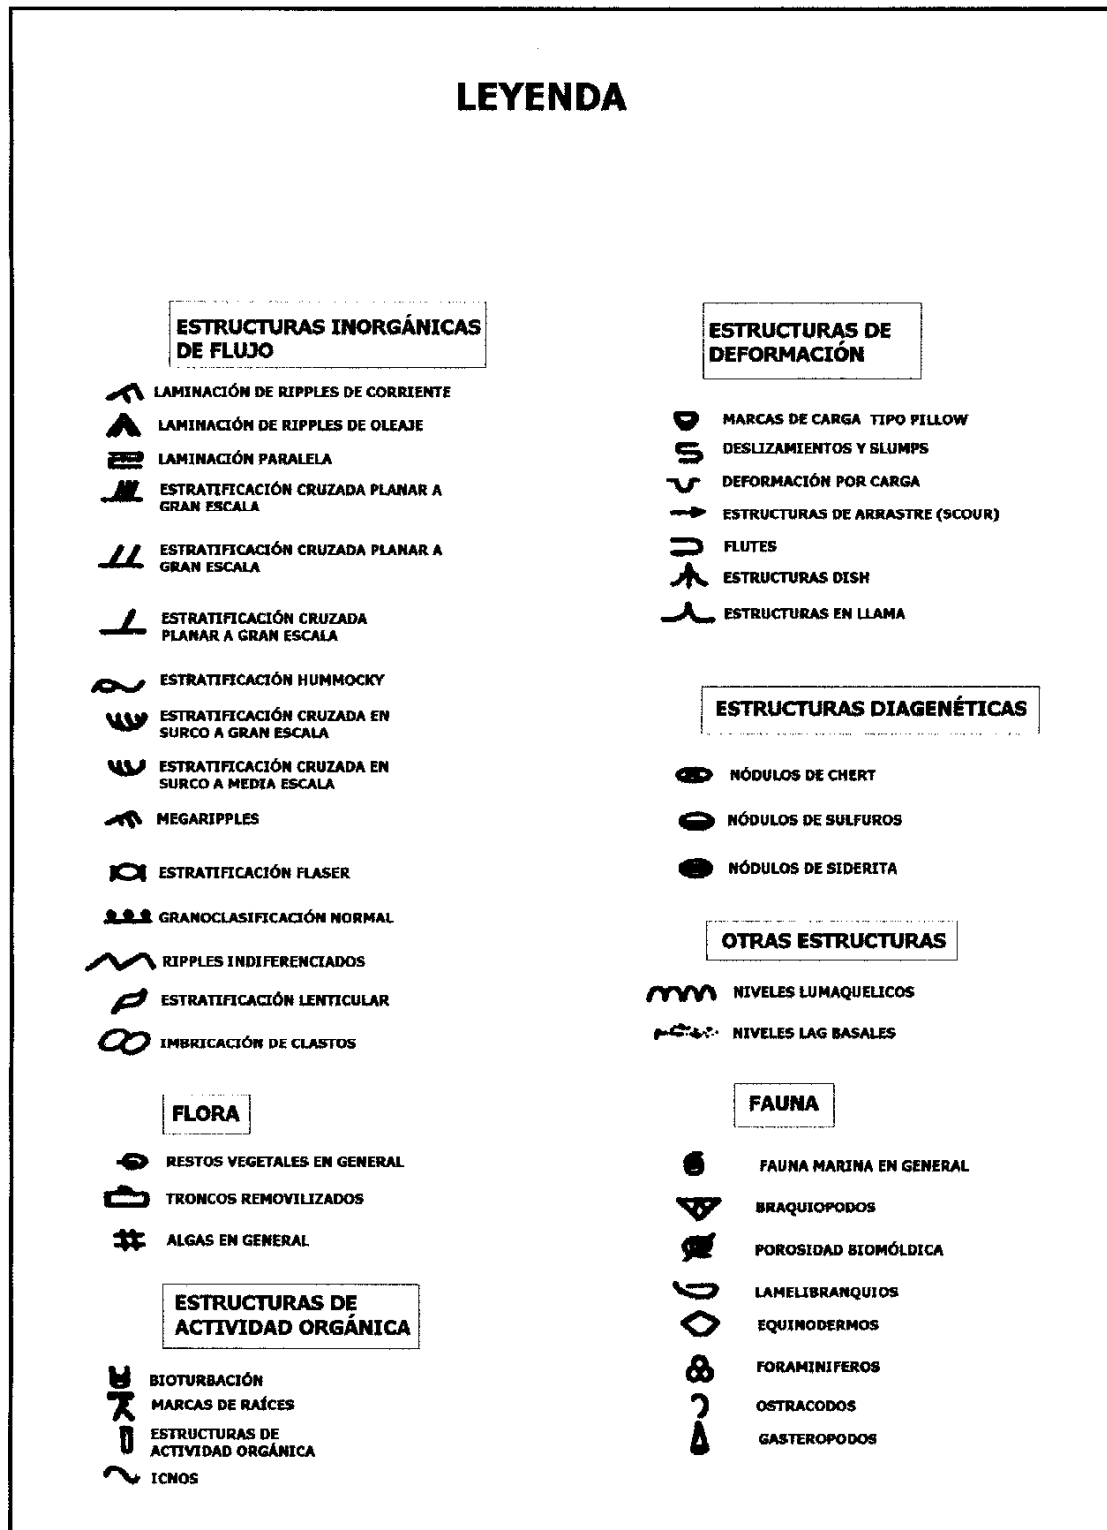 LEYENDA
ESTRUCTURAS INORGÁNICAS
DE FLUJO
LAMINACIÓN DE RIPPLES DE CORRIENTE
LAMINACIÓN DE RIPPLES DE OLEAJE
LAMINACIÓN PARALELA
ESTRATIFICACIÓN CRUZADA PLANAR A
GRAN ESCALA
ESTRATIFICACIÓN CRUZADA PLANAR A
GRAN ESCALA
ESTRATIFICACIÓN CRUZADA
PLANAR A GRAN ESCALA
ESTRATIFICACIÓN HUMMOCKY
ESTRATIFICACIÓN CRUZADA EN
SURCO A GRAN ESCALA
ESTRATIFICACIÓN CRUZADA EN
SURCO A MEDIA ESCALA
MEGARIPPLES
ESTRATIFICACIÓN FLASER
GRANOCLASIFICACIÓN NORMAL
RIPPLES INDIFERENCIADOS
ESTRATIFICACIÓN LENTICULAR
IMBRICACIÓN DE CLASTOS
FLORA
RESTOS VEGETALES EN GENERAL
TRONCOS REMOVILIZADOS
ALGAS EN GENERAL
ESTRUCTURAS DE
ACTIVIDAD ORGÁNICA
BIOTURBACIÓN
MARCAS DE RAÍCES
ESTRUCTURAS DE
ACTIVIDAD ORGÁNICA
ICNOS
ESTRUCTURAS DE
DEFORMACIÓN
MARCAS DE CARGA TIPO PILLOW
DESLIZAMIENTOS Y SLUMPS
DEFORMACIÓN POR CARGA
ESTRUCTURAS DE ARRASTRE (SCOUR)
FLUTES
ESTRUCTURAS DISH
ESTRUCTURAS EN LLAMA
ESTRUCTURAS DIAGENÉTICAS
NÓDULOS DE CHERT
NÓDULOS DE SULFUROS
NÓDULOS DE SIDERITA
OTRAS ESTRUCTURAS
NIVELES LUMAQUELICOS
NIVELES LAG BASALES
FAUNA
FAUNA MARINA EN GENERAL
BRAQUIOPODOS
POROSIDAD BIOMÓLDICA
LAMELIBRANQUIOS
EQUINODERMOS
FORAMINIFEROS
OSTRACODOS
GASTEROPODOS